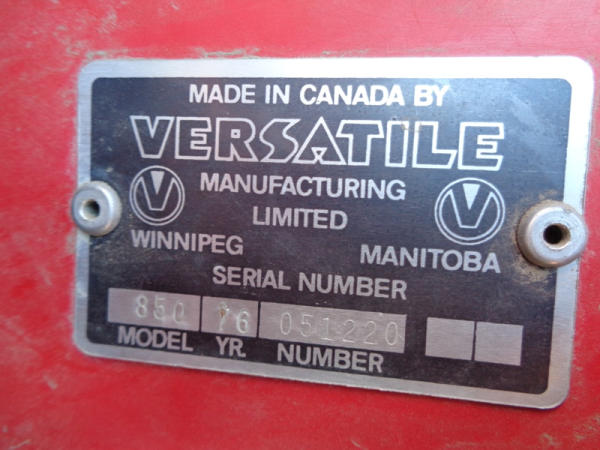 MADE IN CANADA BY
VERSATILE
MANUFACTURING
LIMITED
WINNIPEG MANITOBA
SERIAL NUMBER
850 76 051220
MODEL YR. NUMBER